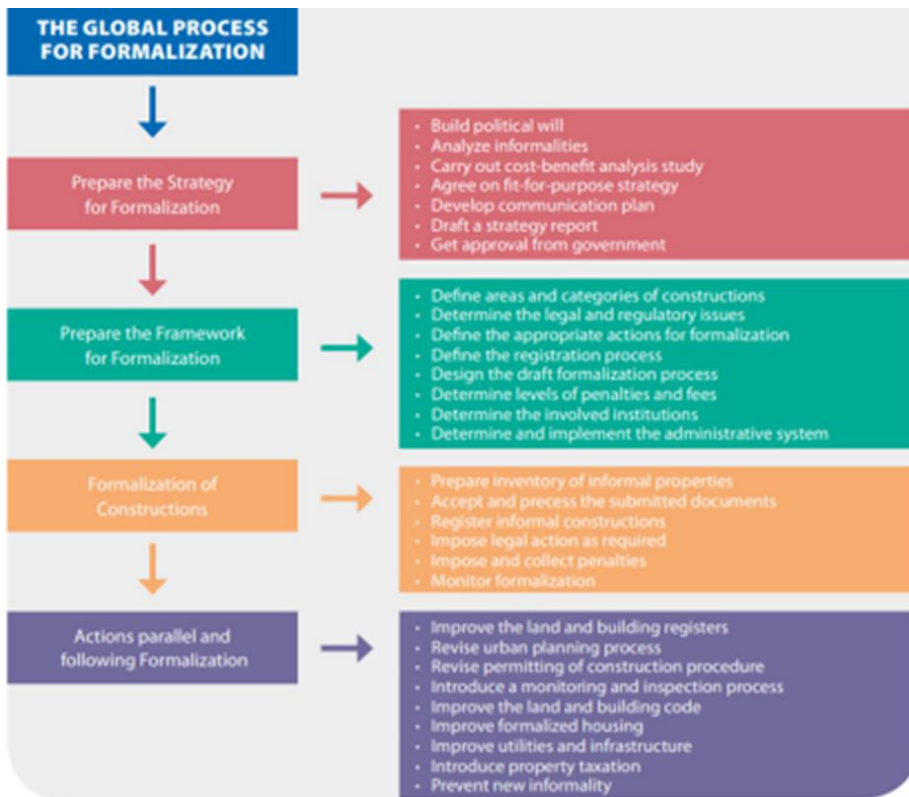 THE GLOBAL PROCESS
FOR FORMALIZATION
Prepare the Strategy
for Formalization
• Build political will
• Analyze informalities
• Carry out cost-benefit analysis study
• Agree on fit-for-purpose strategy
• Develop communication plan
• Draft a strategy report
• Get approval from government
Prepare the Framework
for Formalization
• Define areas and categories of constructions
• Determine the legal and regulatory issues
• Define the appropriate actions for formalization
• Define the registration process
• Design the draft formalization process
• Determine levels of penalties and fees
• Determine the involved institutions
• Determine and implement the administrative system
Formalization of
Constructions
• Prepare inventory of informal properties
• Accept and precess the submitted documents
• Register informal constructions
• Impose legal action as required
• Impose and collect penalties
• Monitor formalization
Actions parallel and
following Formalization
• Improve the land and building registers
• Revise urban planning process
• Revise permitting of construction procedure
• Introduce a monitoring and inspection process
• Improve the land and building code
• Improve formalized housing
• Improve utilities and infrastructure
• Introduce property taxation
• Prevent new informality